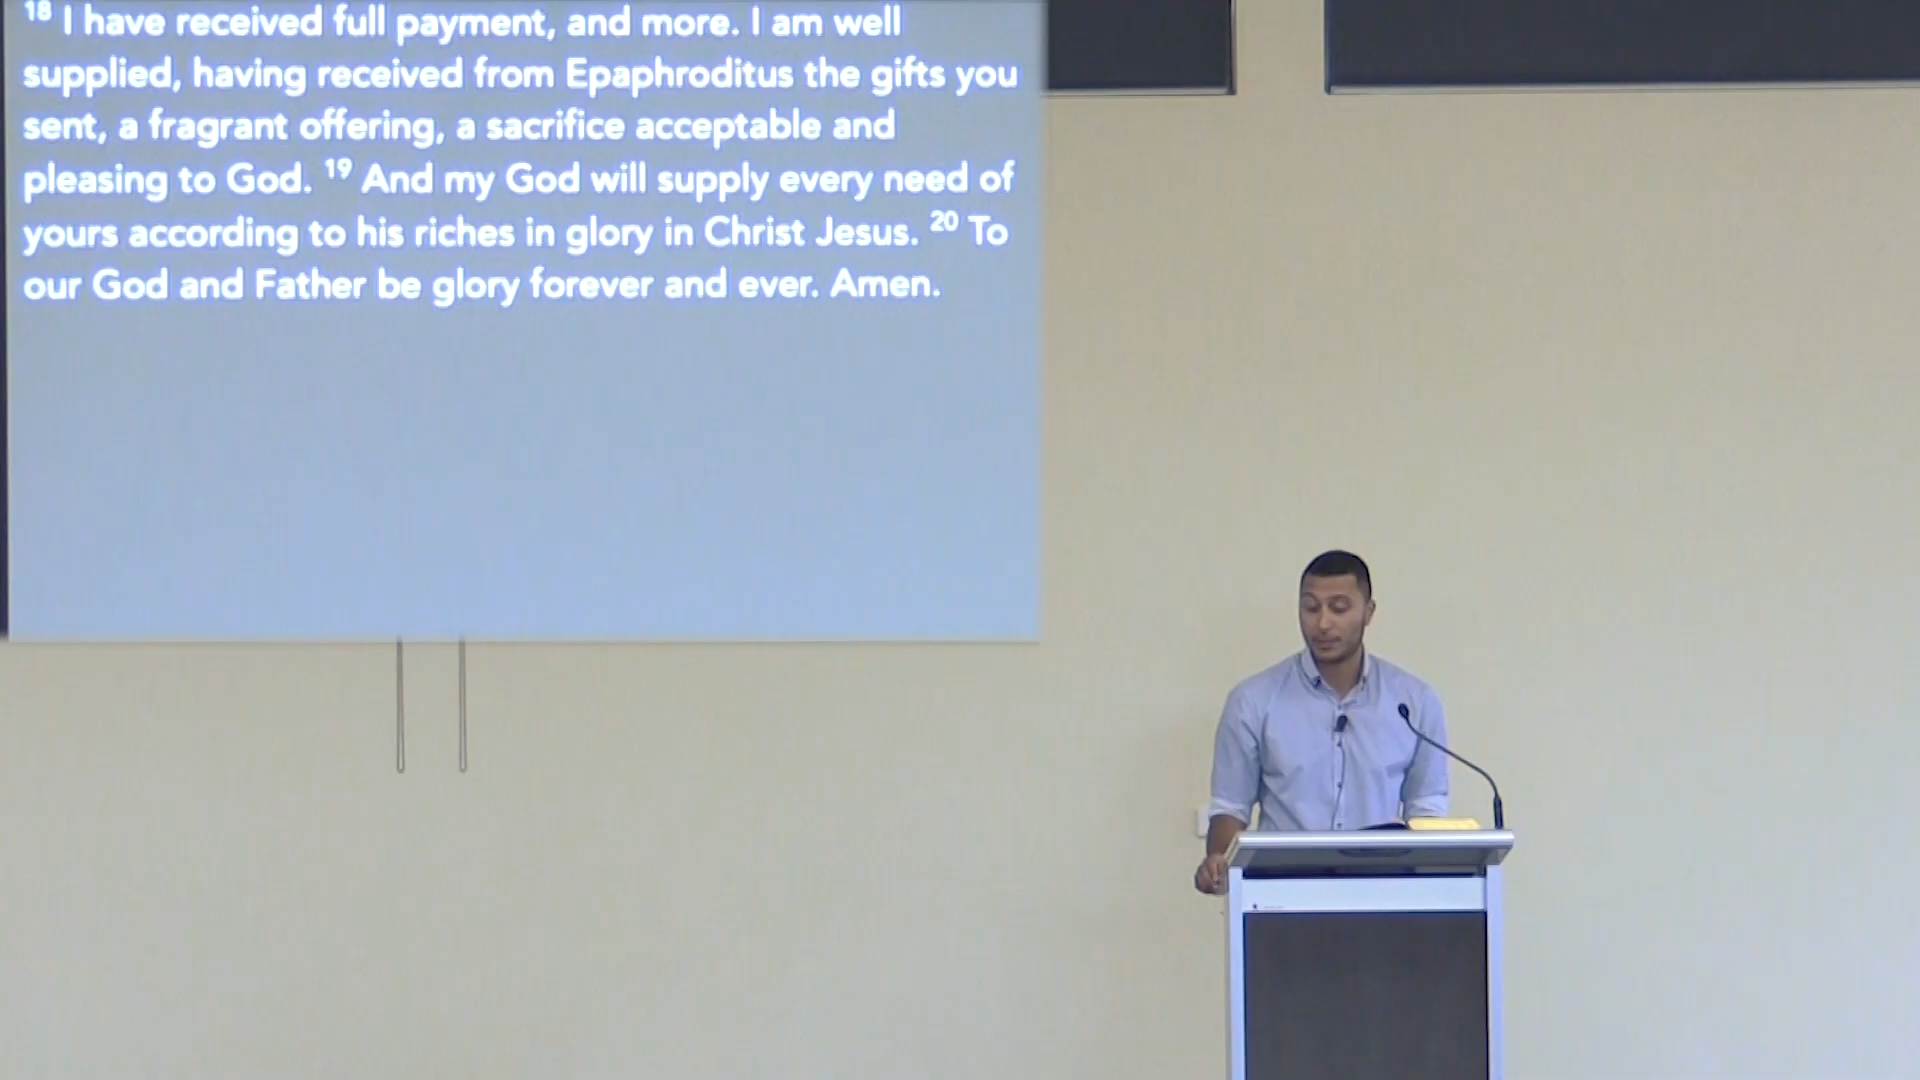 18 I have received full payment, and more. I am well
supplied, having received from Epaphroditus the gifts you
sent, a fragrant offering, a sacrifice acceptable and
pleasing to God. 19 And my God will supply every need of
yours according to his riches in glory in Christ Jesus. 20 To
our God and Father be glory forever and ever. Amen.